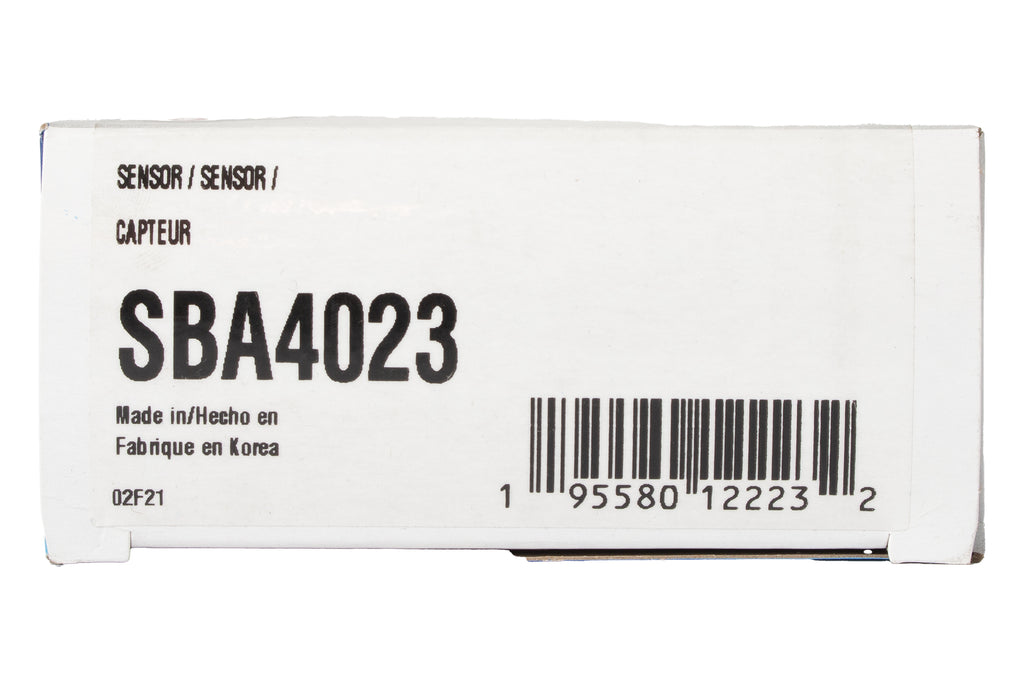 SENSOR / SENSOR /
CAPTEUR
SBA4023
Made in/Hecho en
Fabrique en Korea
02F21
1 95580 12223 2